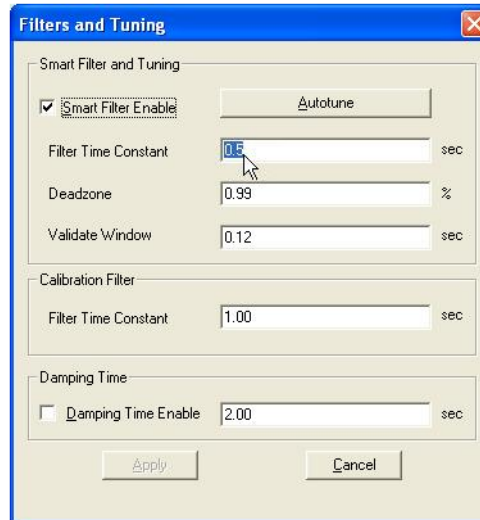 Filters and Tuning
Smart Filter and Tuning
Smart Filter Enable Autotune
Filter Time Constant 0.5 sec
Deadzone 0.99 %
Validate Window 0.12 sec
Calibration Filter
Filter Time Constant 1.00 sec
Damping Time
Damping Time Enable 2.00 sec
Apply Cancel